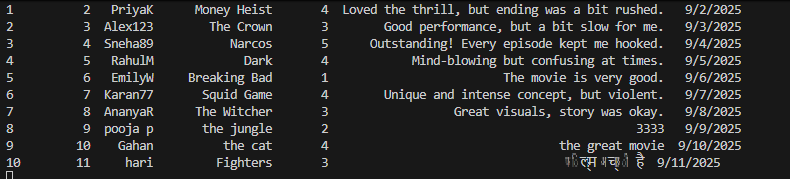 1 2 PriyaK Money Heist 4 Loved the thrill, but ending was a bit rushed. 9/2/2025
2 3 Alex123 The Crown 3 Good performance, but a bit slow for me. 9/3/2025
3 4 Sneha89 Narcos 5 Outstanding! Every episode kept me hooked. 9/4/2025
4 5 RahulM Dark 4 Mind-blowing but confusing at times. 9/5/2025
5 6 EmilyW Breaking Bad 1 The movie is very good. 9/6/2025
6 7 Karan77 Squid Game 4 Unique and intense concept, but violent. 9/7/2025
7 8 AnanyaR The Witcher 3 Great visuals, story was okay. 9/8/2025
8 9 pooja p the jungle 2 3333 9/9/2025
9 10 Gahan the cat 4 the great movie 9/10/2025
10 11 hari Fighters 3 है 9/11/2025